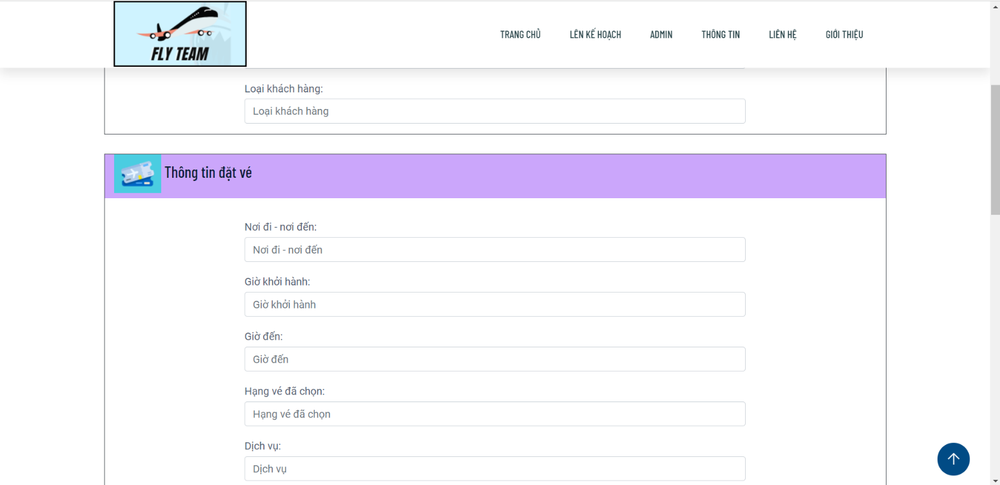 FLY TEAM
TRANG CHỦ LÊN KẾ HOẠCH ADMIN THÔNG TIN LIÊN HỆ GIỚI THIỆU
Loại khách hàng:
Loại khách hàng
Thông tin đặt vé
Nơi đi - nơi đến:
Nơi đi - nơi đến
Giờ khởi hành:
Giờ khởi hành
Giờ đến:
Giờ đến
Hạng vé đã chọn:
Hạng vé đã chọn
Dịch vụ:
Dịch vụ